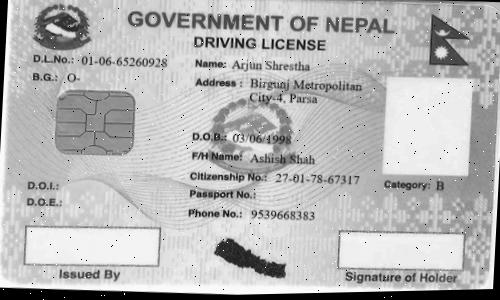 GOVERNMENT OF NEPAL
DRIVING LICENSE
D.L.No.: 01-06-65260928
B.G.: O-
Name: Arjun Shrestha
Address : Birgunj Metropolitan
City-4, Parsa
D.O.B.: 03/06/1998
F/H Name: Ashish Shah
Citizenship No.: 27-01-78-67317
Passport No.:
Phone No.: 9539668383
D.O.I.:
D.O.E.:
Category: B
Issued By
Signature of Holder